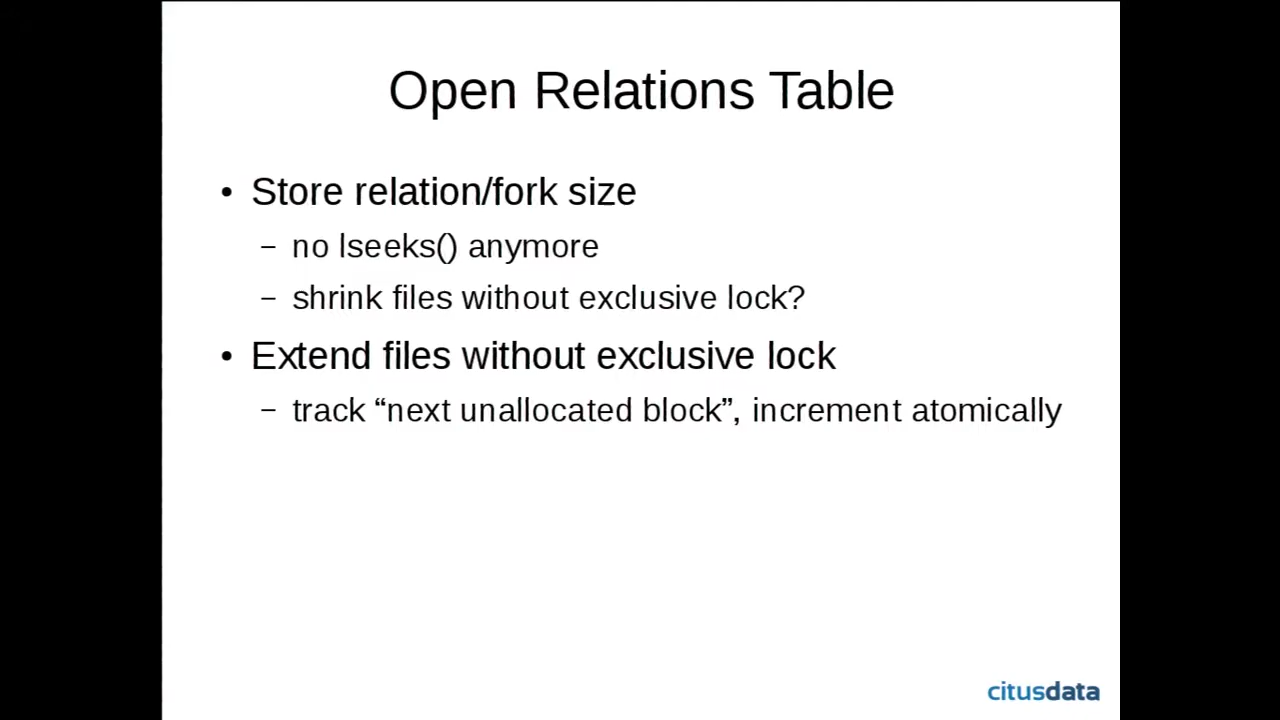 Open Relations Table
• Store relation/fork size
– no lseeks() anymore
– shrink files without exclusive lock?
• Extend files without exclusive lock
– track “next unallocated block”, increment atomically
citusdata